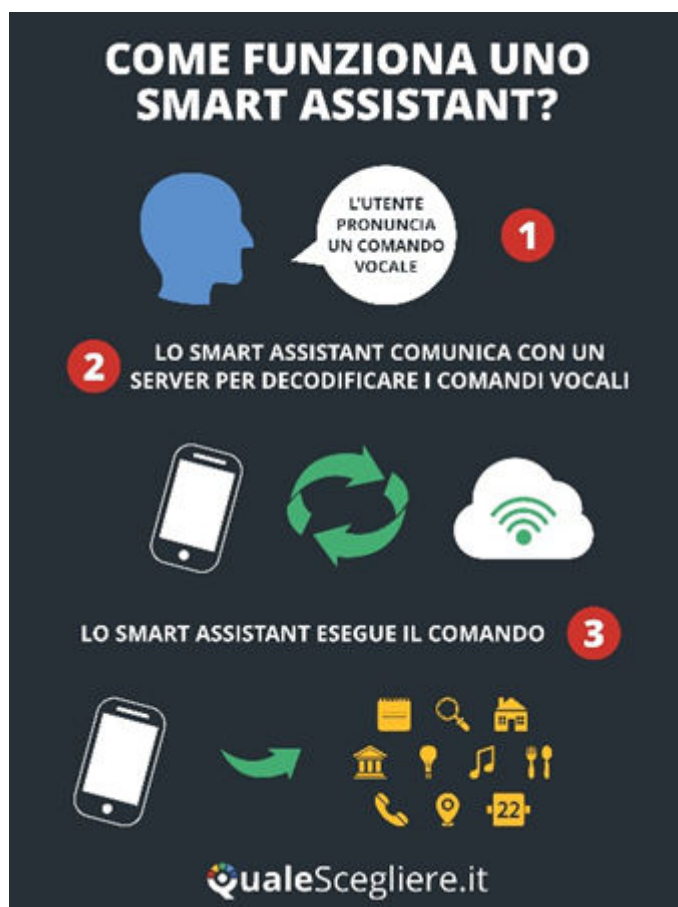 COME FUNZIONA UNO
SMART ASSISTANT?
L'UTENTE
PRONUNCIA
UN COMANDO
VOCALE
1
2
LO SMART ASSISTANT COMUNICA CON UN
SERVER PER DECODIFICARE I COMANDI VOCALI
LO SMART ASSISTANT ESEGUE IL COMANDO
3
22
QualeScegliere.it